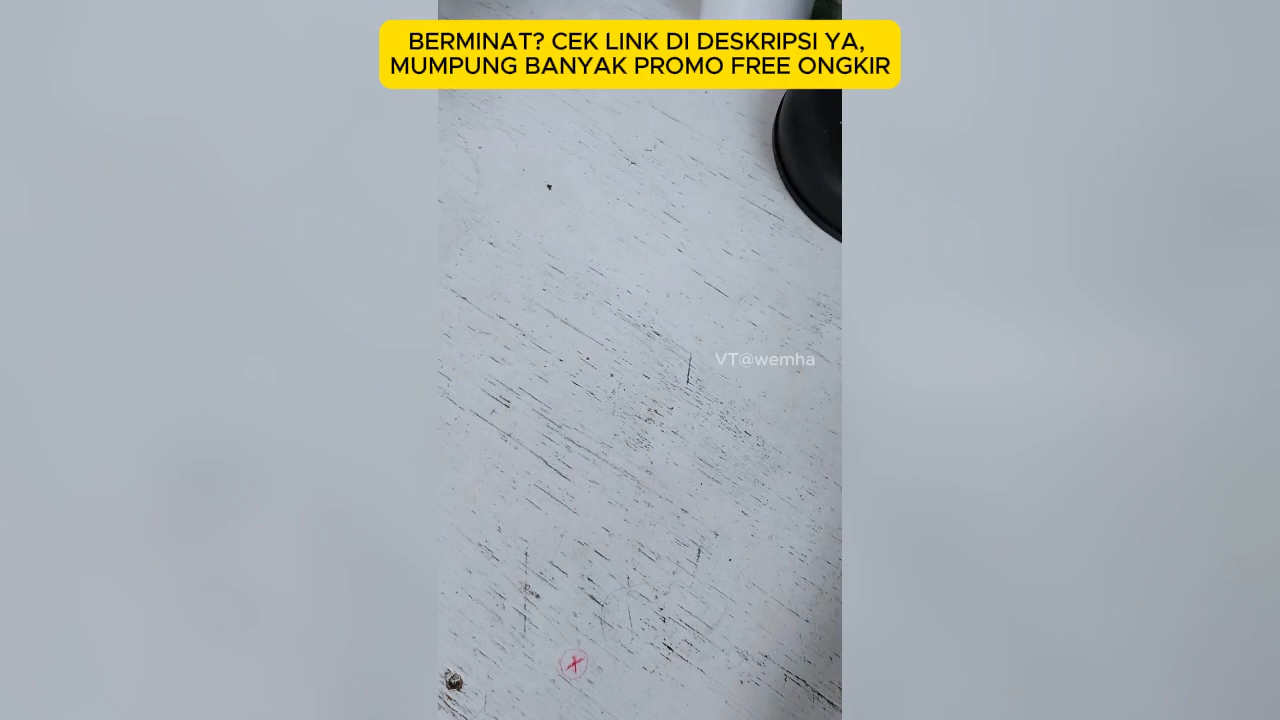 BERMINAT? CEK LINK DI DESKRIPSI YA,
MUMPUNG BANYAK PROMO FREE ONGKIR
VT@wemha